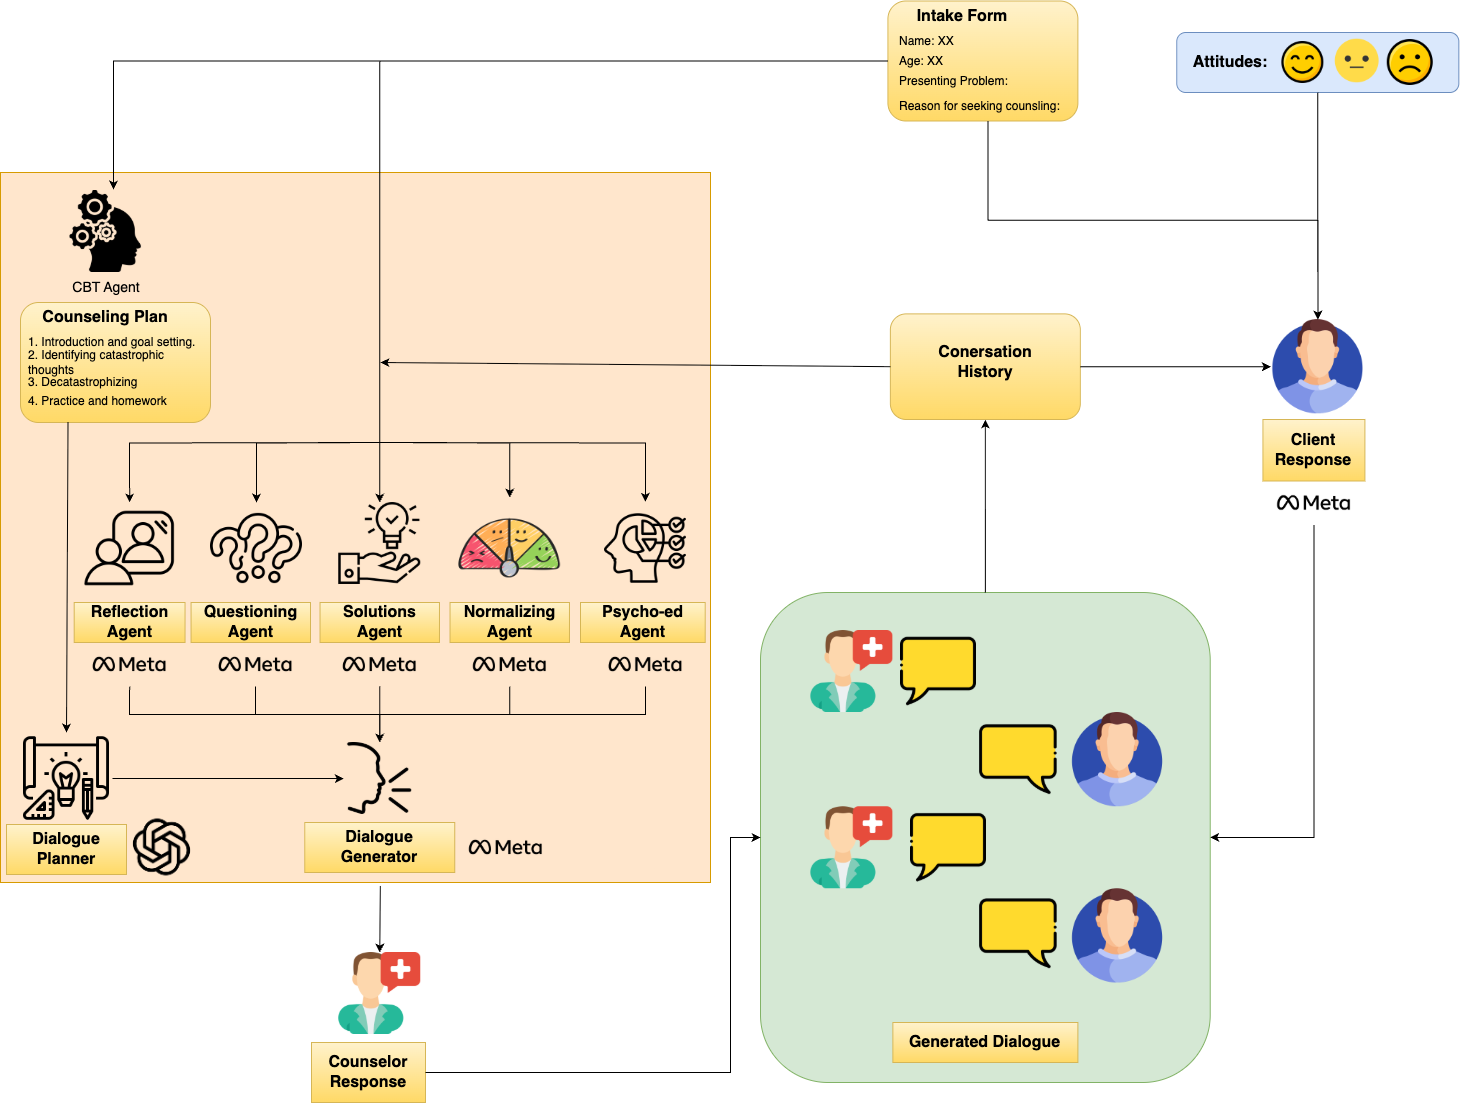 Intake Form
Name: XX
Age: XX
Presenting Problem:
Reason for seeking counsling:
Attitudes:
CBT Agent
Counseling Plan
1. Introduction and goal setting.
2. Identifying catastrophic
thoughts
3. Decatastrophizing
4. Practice and homework
Conersation
History
Client
Response
Meta
Reflection
Agent
Meta
Questioning
Agent
Meta
Solutions
Agent
Meta
Normalizing
Agent
Meta
Psycho-ed
Agent
Meta
Dialogue
Planner
Dialogue
Generator
Meta
Counselor
Response
Generated Dialogue